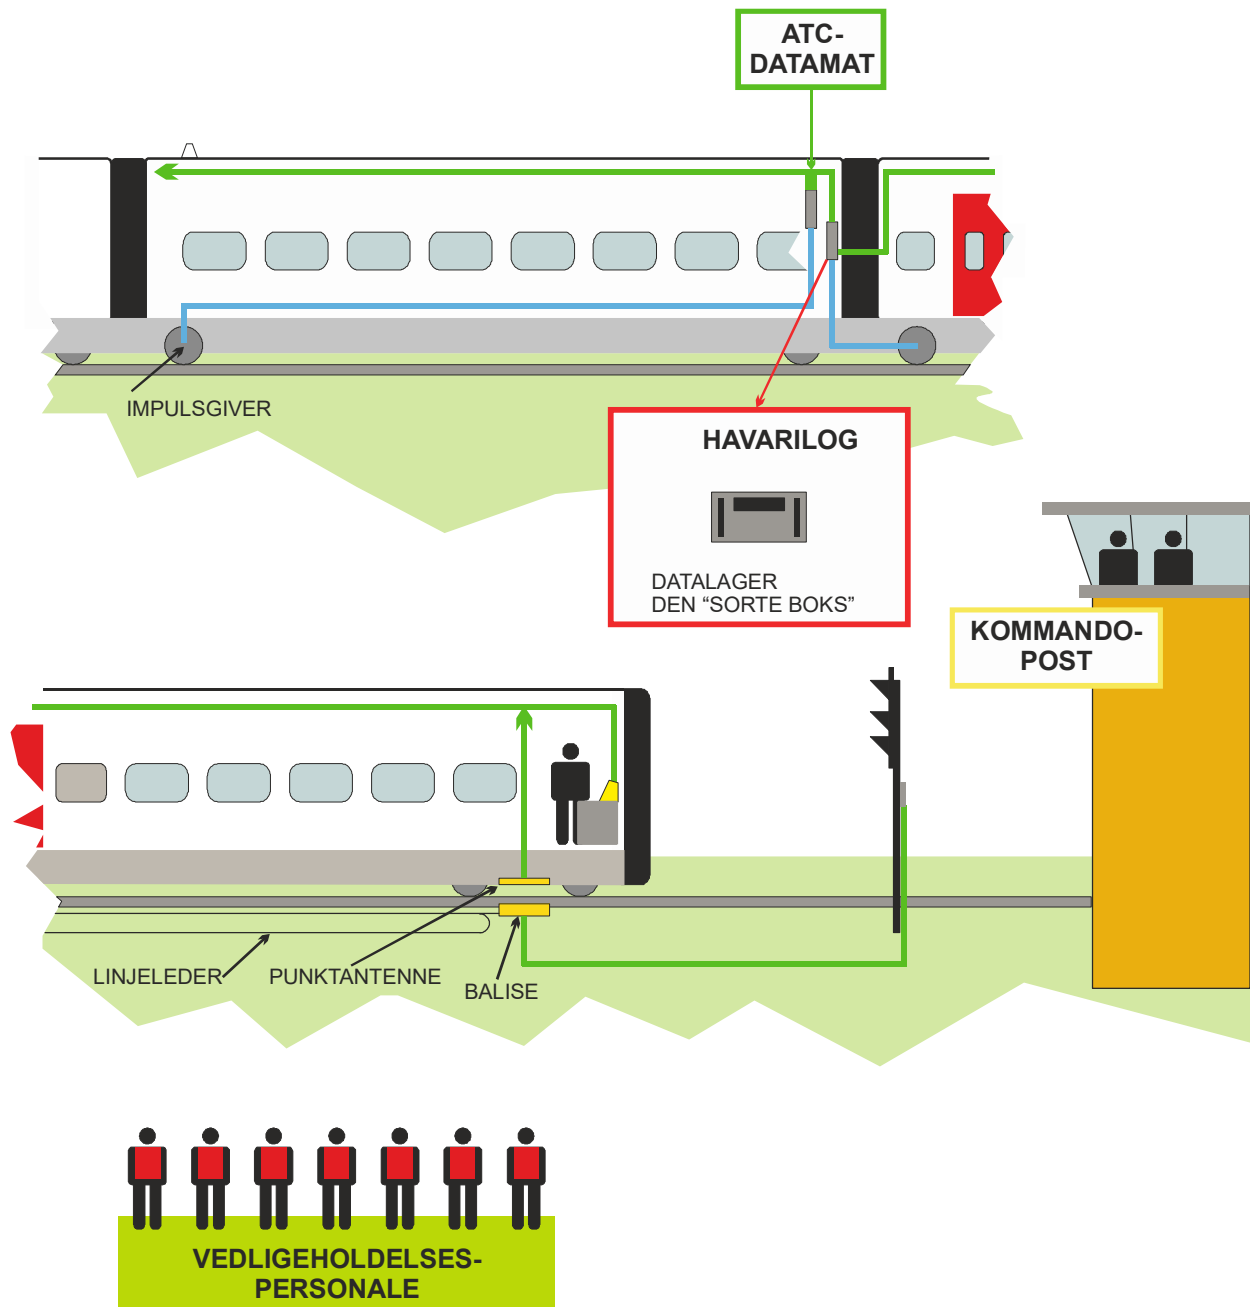 ATC-
DATAMAT
IMPULSGIVER
HAVARILOG
DATALAGER
DEN “SORTE BOKS”
KOMMANDO-
POST
LINJELEDER
PUNKTANTENNE
BALISE
VEDLIGEHOLDELSES-
PERSONALE